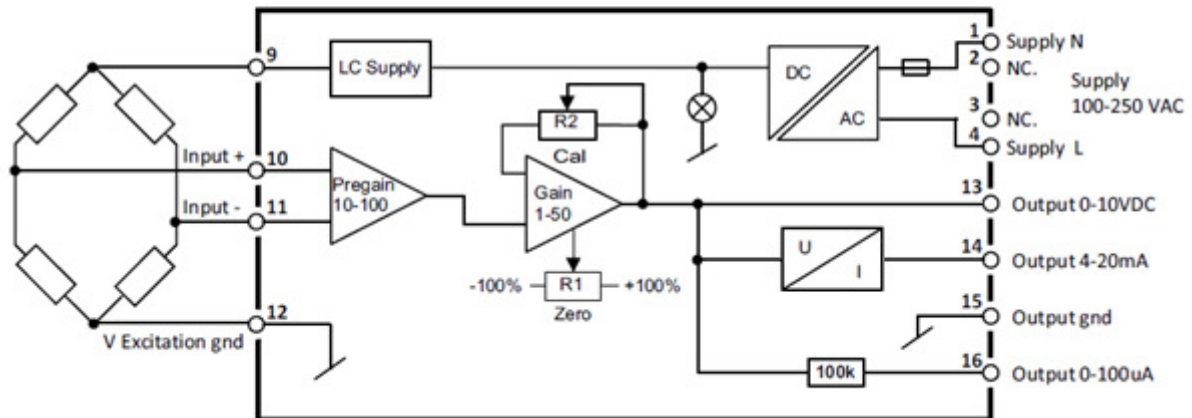 9
LC Supply
DC
AC
1
Supply N
2
NC.
Supply
100-250 VAC
3
NC.
4
Supply L
R2
Cal
Input +
10
Pregain
10-100
Gain
1-50
Input -
11
13
Output 0-10VDC
U
I
14
Output 4-20mA
-100%
R1
+100%
Zero
12
V Excitation gnd
15
Output gnd
100k
16
Output 0-100uA